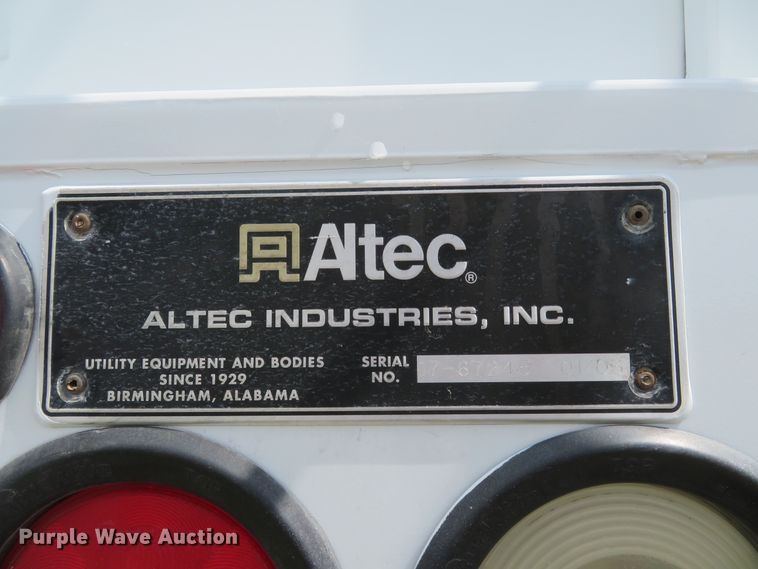 Altec®
ALTEC INDUSTRIES, INC.
UTILITY EQUIPMENT AND BODIES
SINCE 1929
BIRMINGHAM, ALABAMA
SERIAL
NO.
Purple Wave Auction